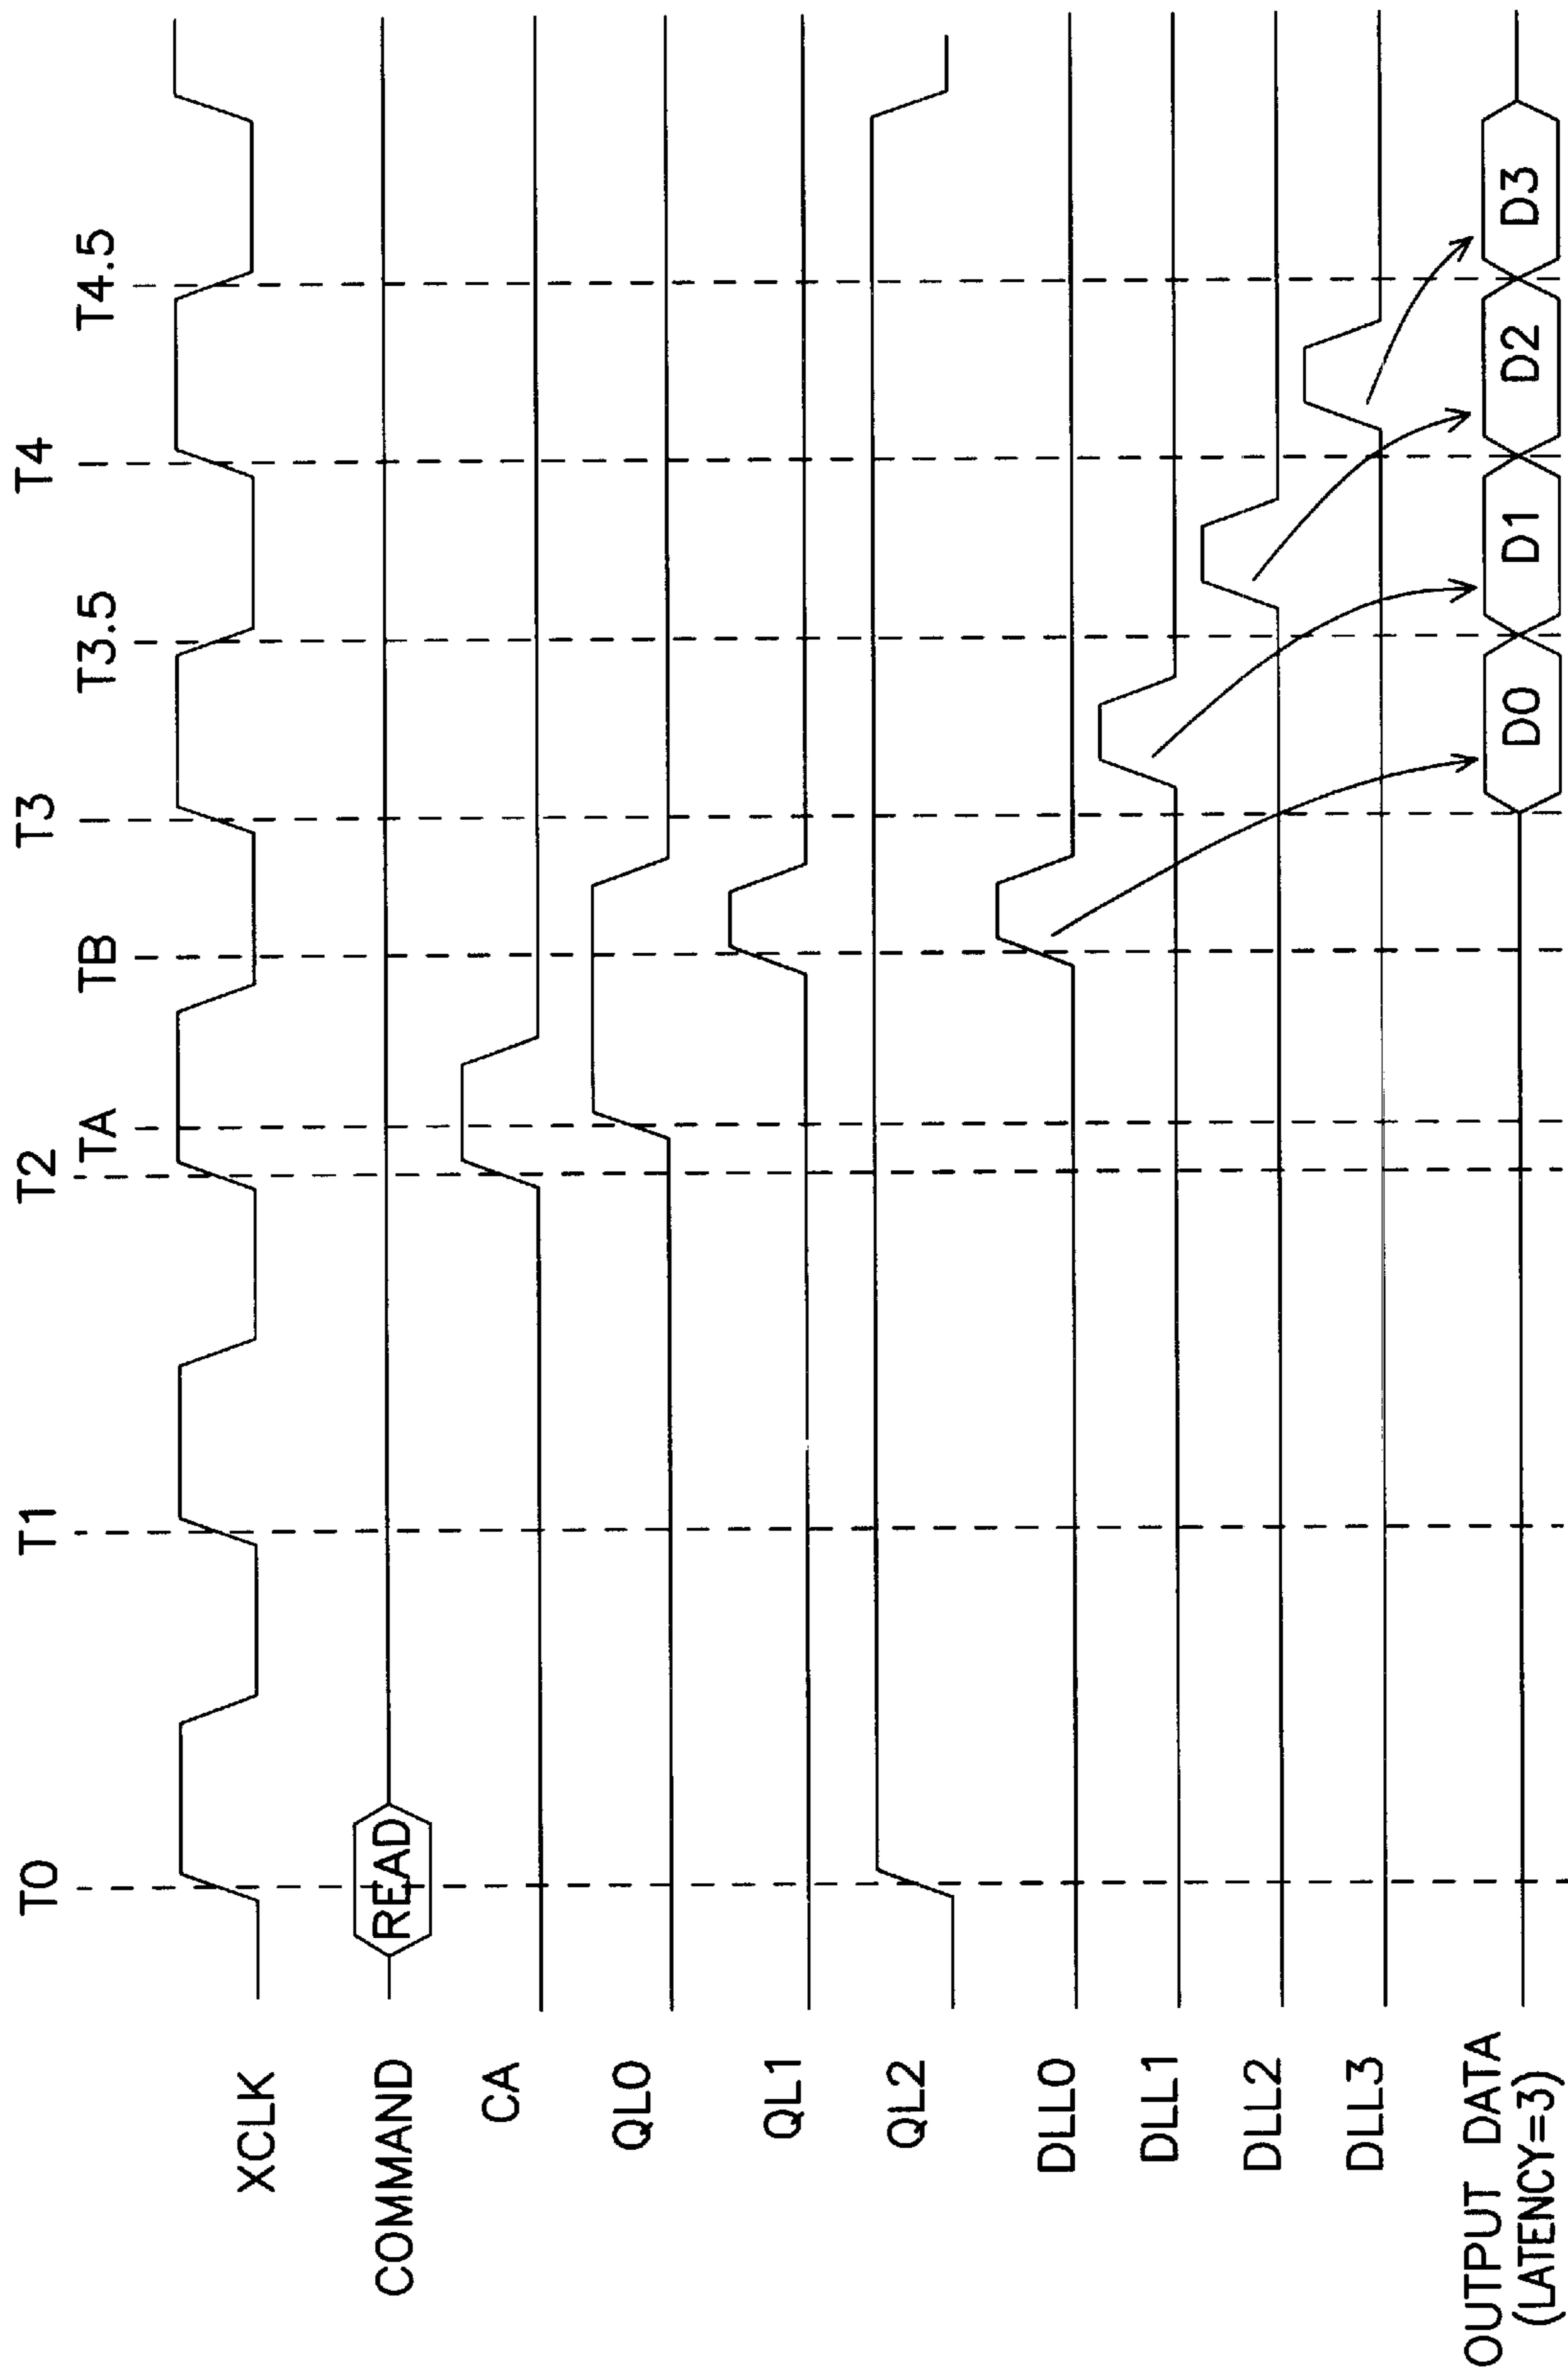 T0 T1 T2 T3 T4
TA TB T3.5 T4.5
XCLK
COMMAND READ
CA
QL0
QL1
QL2
DLL0
DLL1
DLL2
DLL3
OUTPUT DATA D0 D1 D2 D3
(LATENCY=3)